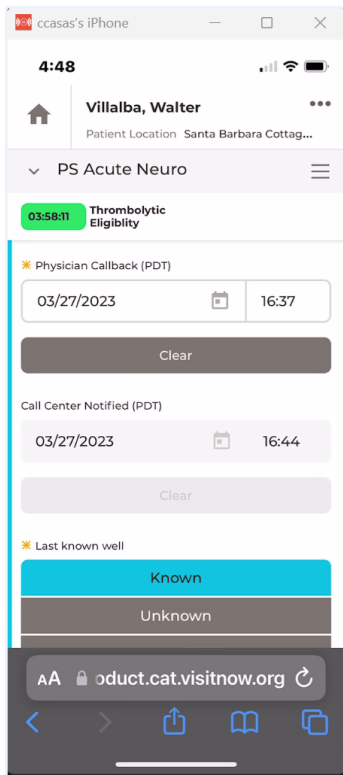 ccasas's iPhone
4:48
Villalba, Walter
Patient Location Santa Barbara Cottag...
PS Acute Neuro
03:58:11
Thrombolytic
Eligiblity
Physician Callback (PDT)
03/27/2023 16:37
Clear
Call Center Notified (PDT)
03/27/2023 16:44
Clear
Last known well
Known
Unknown
AA oduct.cat.visitnow.org